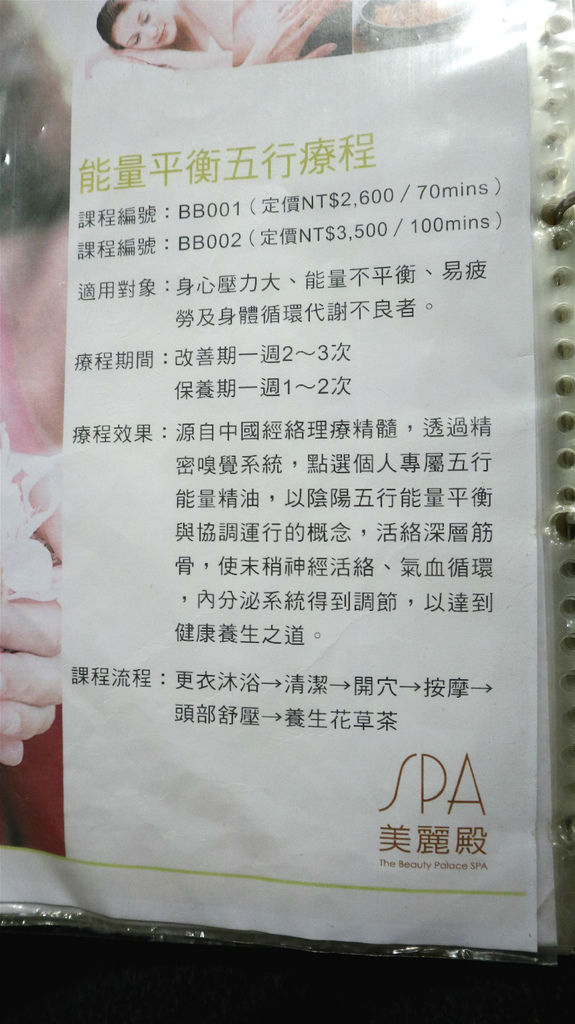 能量平衡五行療程
課程編號：BB001（定價NT$2,600／70mins）
課程編號：BB002（定價NT$3,500／100mins）
適用對象：身心壓力大、能量不平衡、易疲
勞及身體循環代謝不良者。
療程期間：改善期一週2～3次
保養期一週1～2次
療程效果：源自中國經絡理療精髓，透過精
密嗅覺系統，點選個人專屬五行
能量精油，以陰陽五行能量平衡
與協調運行的概念，活絡深層筋
骨，使末稍神經活絡、氣血循環
，內分泌系統得到調節，以達到
健康養生之道。
課程流程：更衣沐浴→清潔→開穴→按摩→
頭部舒壓→養生花草茶
SPA
美麗殿
The Beauty Palace SPA